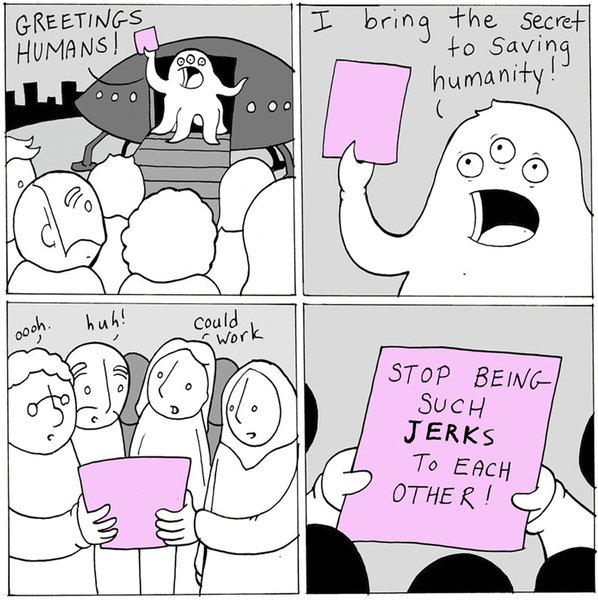 GREETINGS
HUMANS!
I bring the secret
to saving
humanity!
oooh.
huh!
could
work
STOP BEING
SUCH
JERKS
TO EACH
OTHER!